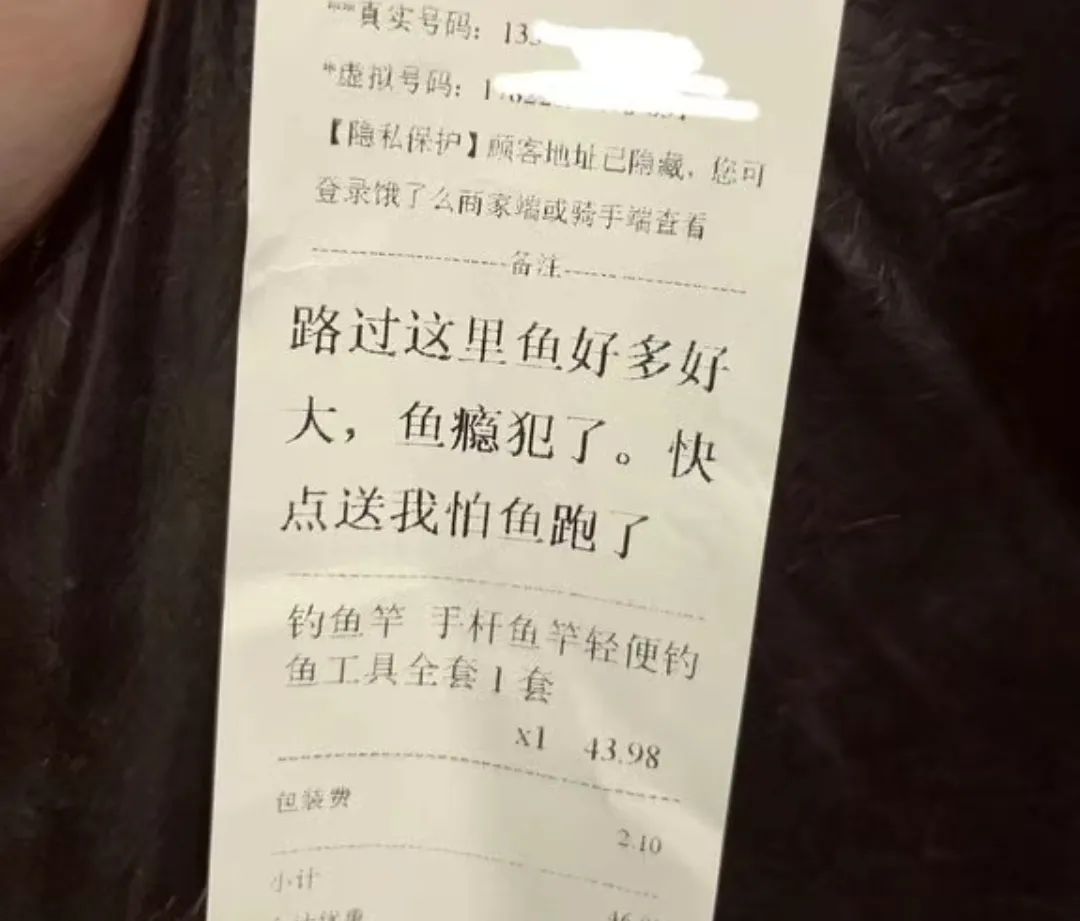 **真实号码：13
*虚拟号码：
【隐私保护】顾客地址已隐藏，您可
登录饿了么商家端或骑手端查看
备注
路过这里鱼好多好
大，鱼瘾犯了。快
点送我怕鱼跑了
钓鱼竿 手杆鱼竿轻便钓
鱼工具全套1套
x1 43.98
包装费
2.10
小计